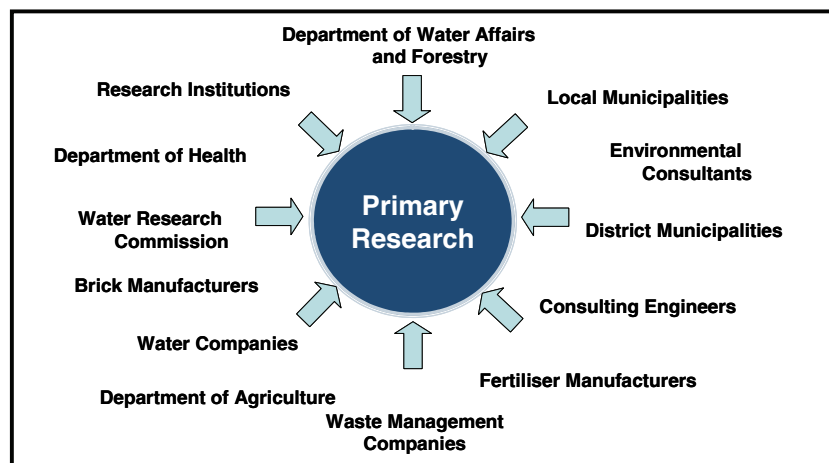 Department of Water Affairs
and Forestry
Research Institutions
Local Municipalities
Department of Health
Environmental
Consultants
Primary
Research
Water Research
Commission
District Municipalities
Brick Manufacturers
Consulting Engineers
Water Companies
Fertiliser Manufacturers
Department of Agriculture
Waste Management
Companies